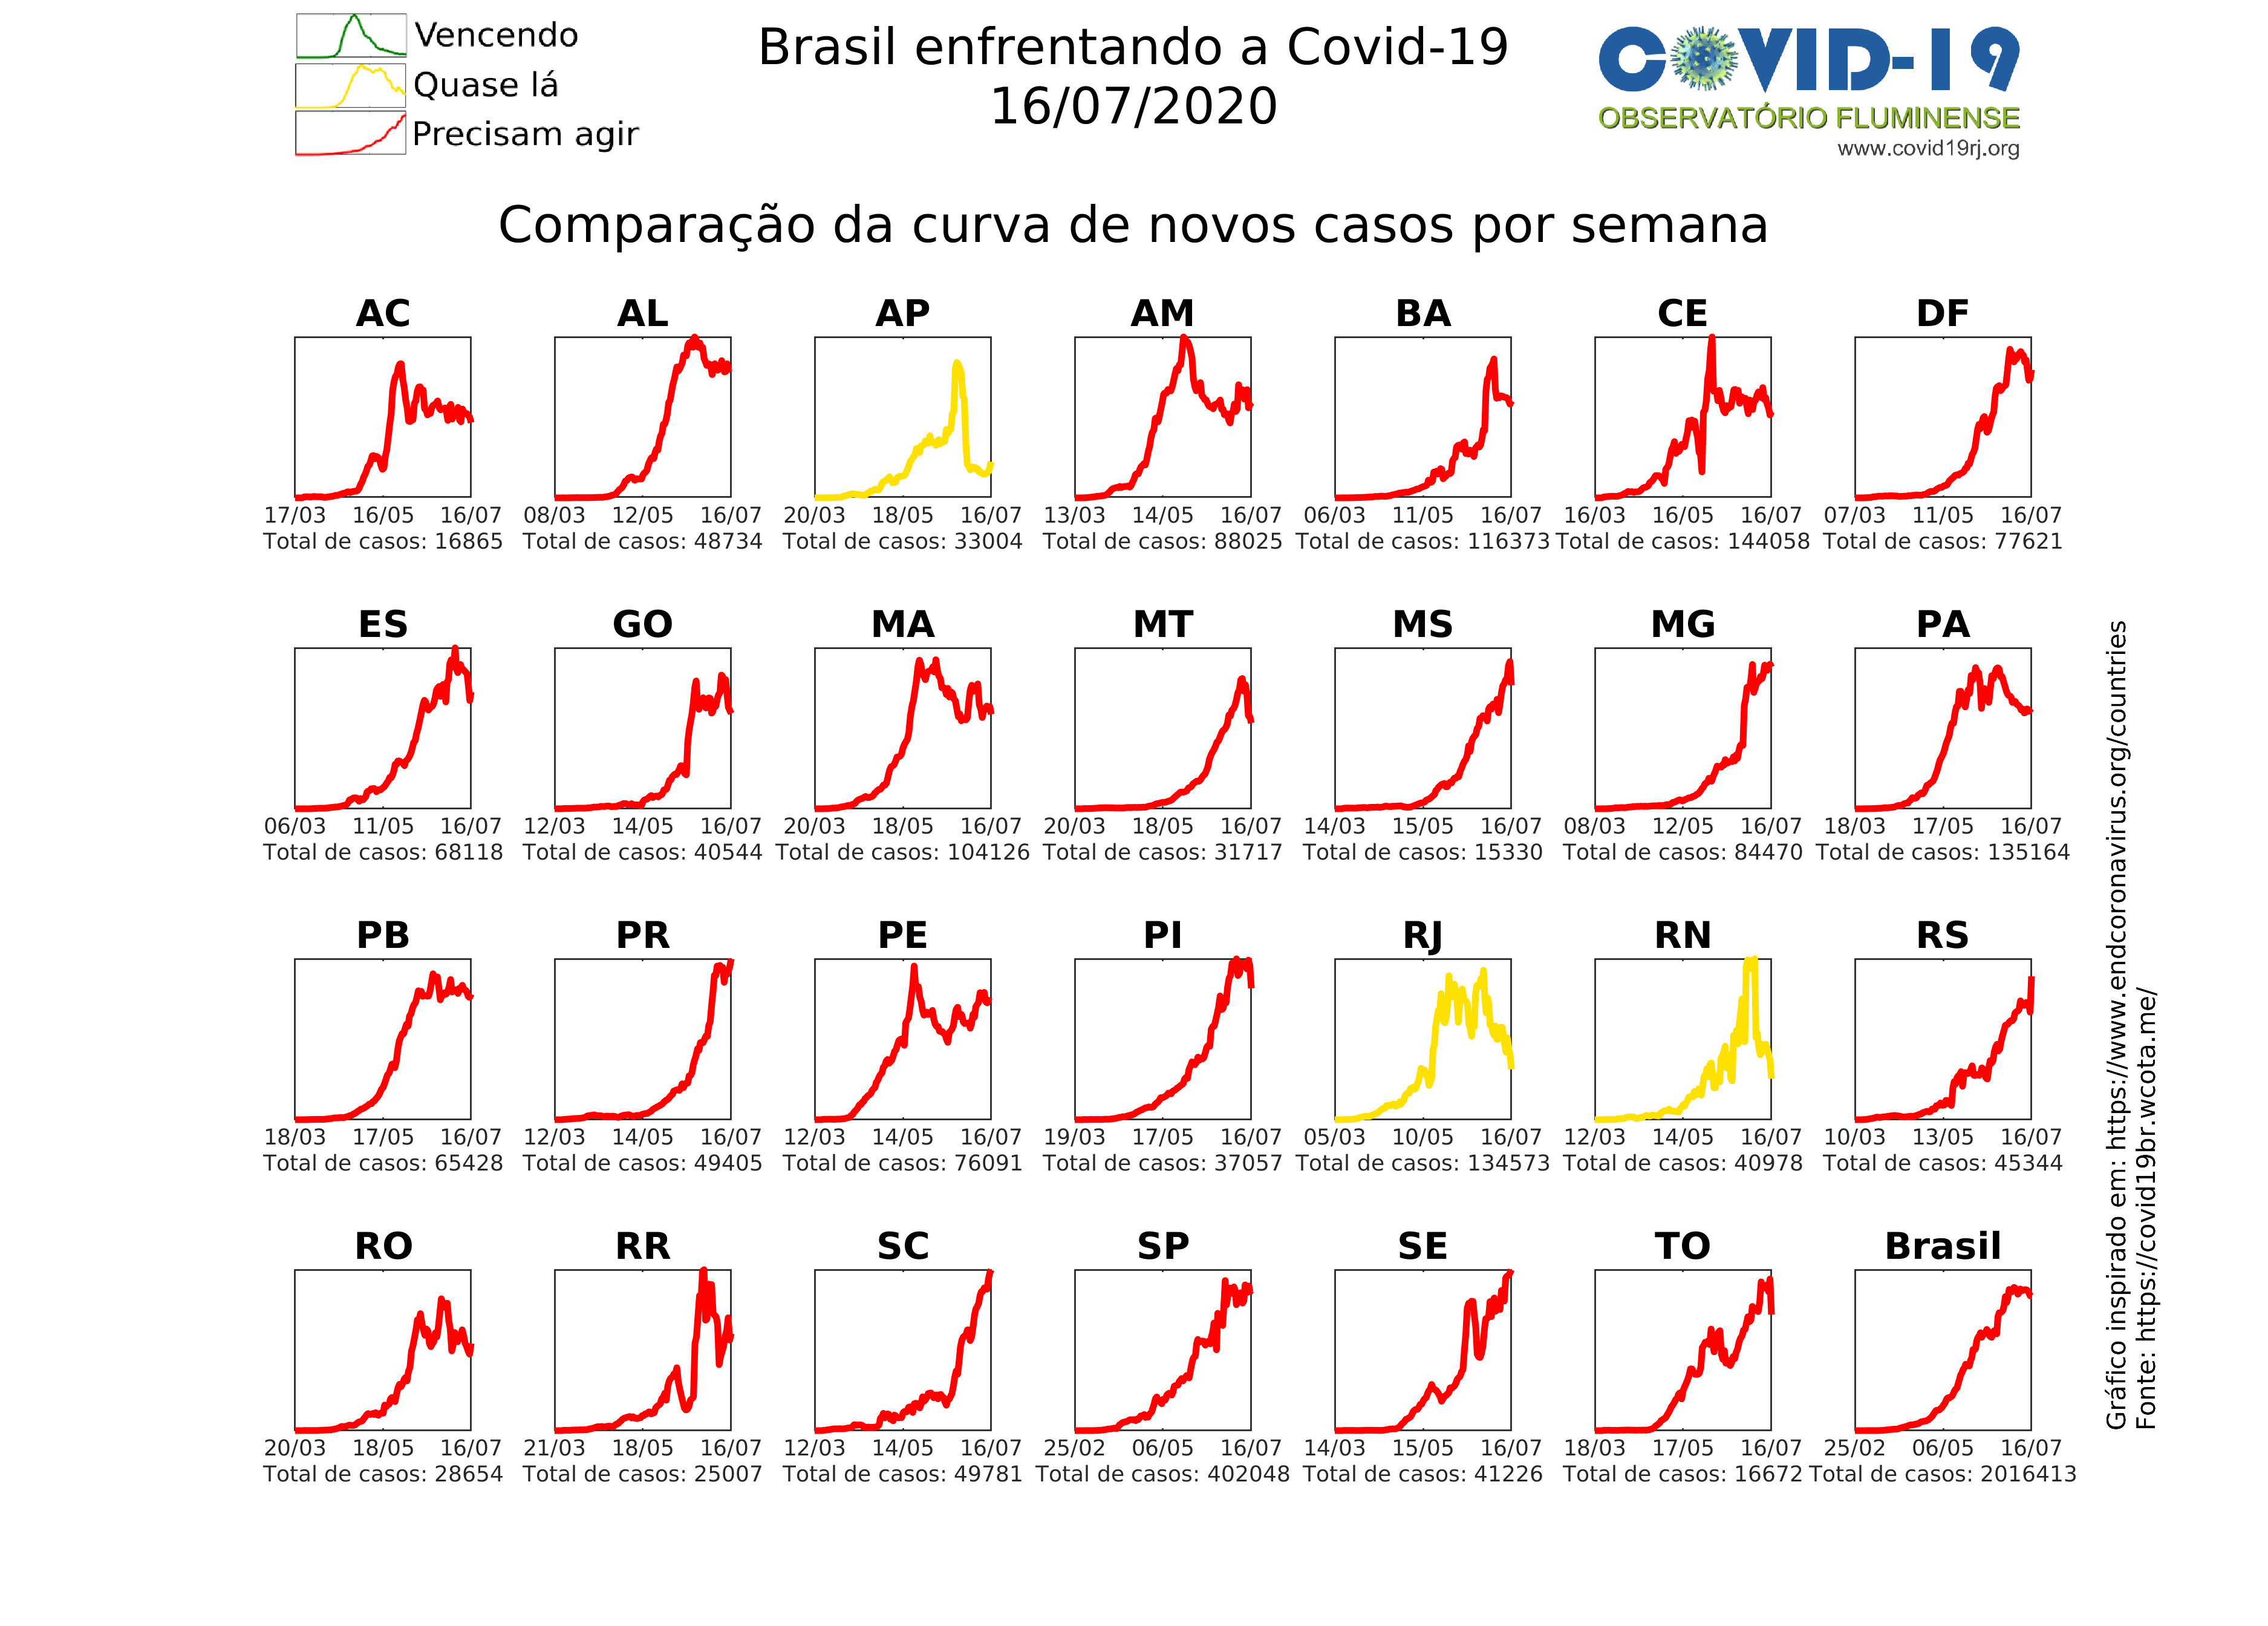 Vencendo
Quase lá
Precisam agir
Brasil enfrentando a Covid-19
16/07/2020
COVID-19
OBSERVATÓRIO FLUMINENSE
www.covid19rj.org
Comparação da curva de novos casos por semana
AC AL AP AM BA CE DF
17/03 16/05 16/07 08/03 12/05 16/07 20/03 18/05 16/07 13/03 14/05 16/07 06/03 11/05 16/07 16/03 16/05 16/07 07/03 11/05 16/07
Total de casos: 16865 Total de casos: 48734 Total de casos: 33004 Total de casos: 88025 Total de casos: 116373 Total de casos: 144058 Total de casos: 77621
ES GO MA MT MS MG PA
06/03 11/05 16/07 12/03 14/05 16/07 20/03 18/05 16/07 20/03 18/05 16/07 14/03 15/05 16/07 08/03 12/05 16/07 18/03 17/05 16/07
Total de casos: 68118 Total de casos: 40544 Total de casos: 104126 Total de casos: 31717 Total de casos: 15330 Total de casos: 84470 Total de casos: 135164
PB PR PE PI RJ RN RS
18/03 17/05 16/07 12/03 14/05 16/07 12/03 14/05 16/07 19/03 17/05 16/07 05/03 10/05 16/07 12/03 14/05 16/07 10/03 13/05 16/07
Total de casos: 65428 Total de casos: 49405 Total de casos: 76091 Total de casos: 37057 Total de casos: 134573 Total de casos: 40978 Total de casos: 45344
RO RR SC SP SE TO Brasil
20/03 18/05 16/07 21/03 18/05 16/07 12/03 14/05 16/07 25/02 06/05 16/07 14/03 15/05 16/07 18/03 17/05 16/07 25/02 06/05 16/07
Total de casos: 28654 Total de casos: 25007 Total de casos: 49781 Total de casos: 402048 Total de casos: 41226 Total de casos: 16672 Total de casos: 2016413
Gráfico inspirado em: https://www.endcoronavirus.org/countries
Fonte: https://covid19br.wcota.me/